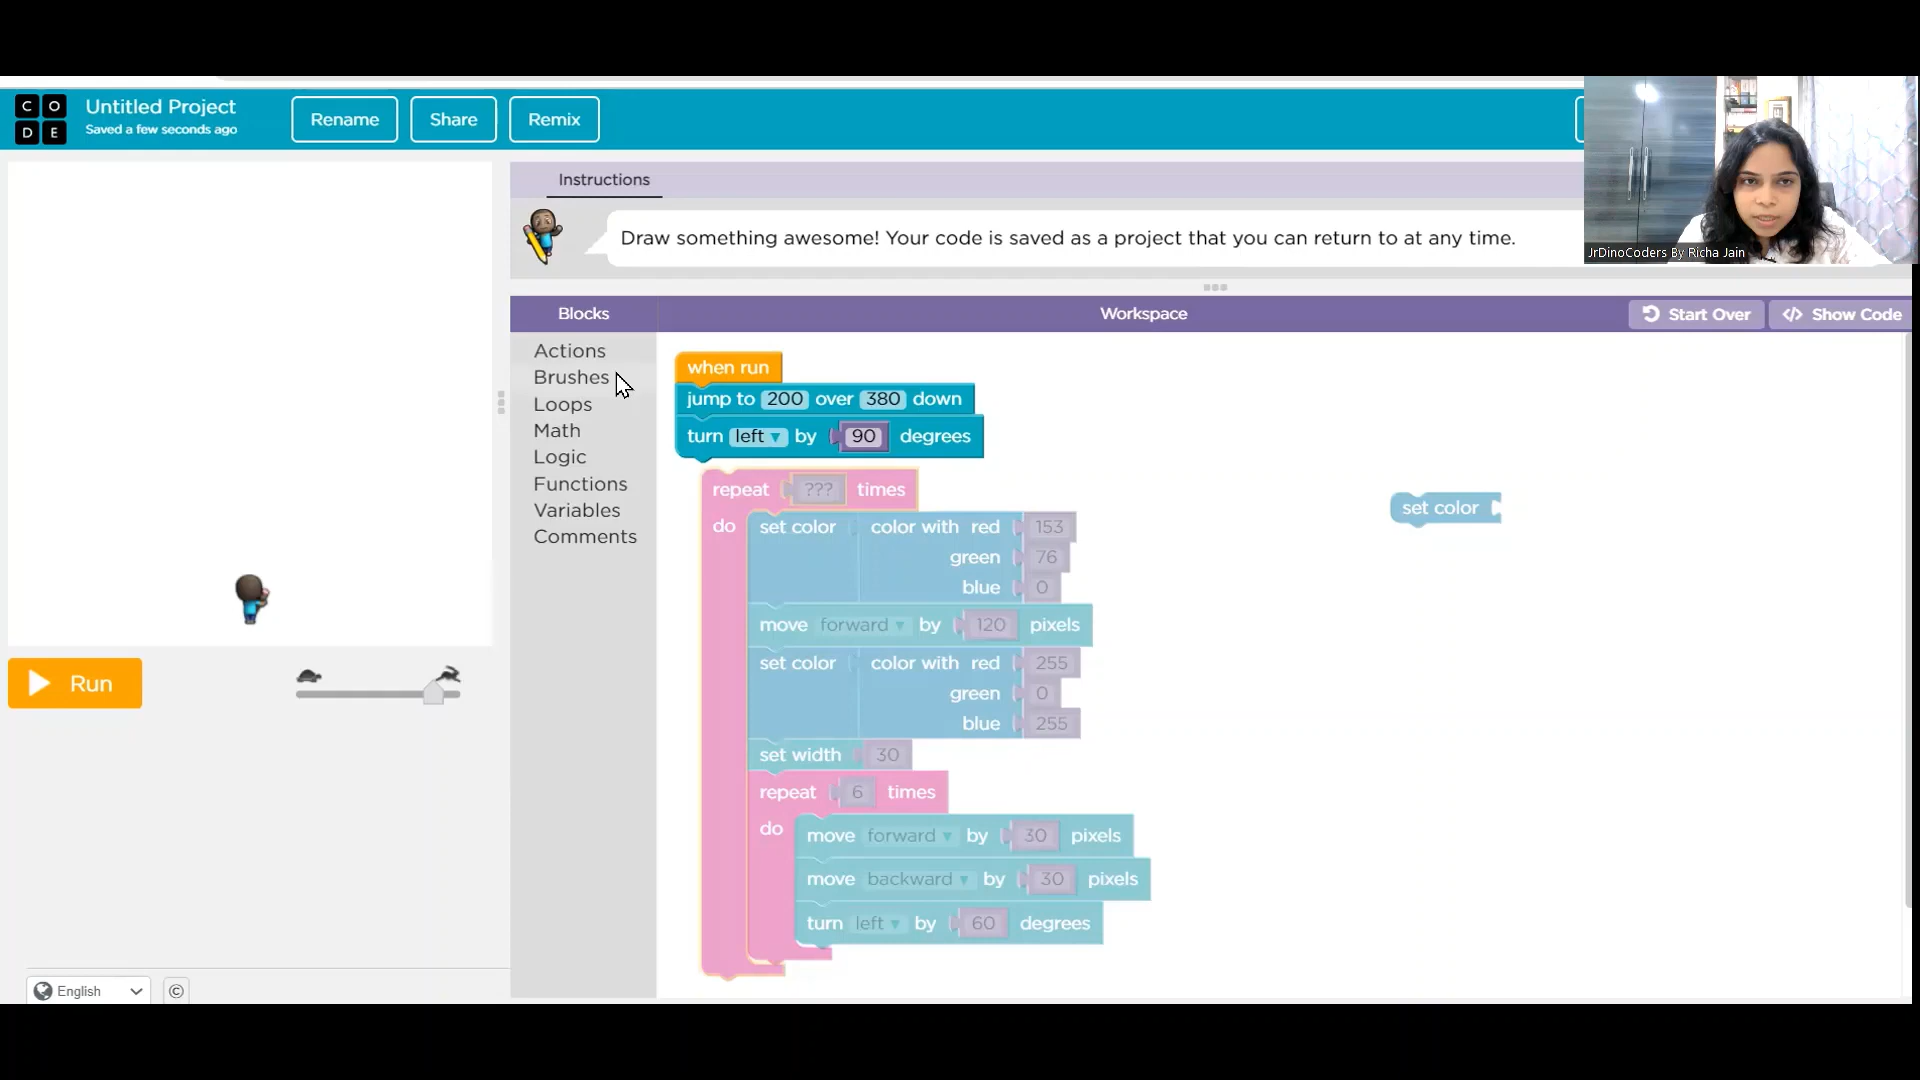 C O
D E
Untitled Project
Saved a few seconds ago
Rename
Share
Remix
JrDinoCoders By Richa Jain
Instructions
Draw something awesome! Your code is saved as a project that you can return to at any time.
Blocks
Workspace
Start Over
</> Show Code
Actions
Brushes
Loops
Math
Logic
Functions
Variables
Comments
when run
jump to 200 over 380 down
turn left ▾ by 90 degrees
repeat ??? times
do set color color with red 153
green 76
blue 0
move forward ▾ by 120 pixels
set color color with red 255
green 0
blue 255
set width 30
repeat 6 times
do move forward ▾ by 30 pixels
move backward ▾ by 30 pixels
turn left ▾ by 60 degrees
set color
Run
English
©